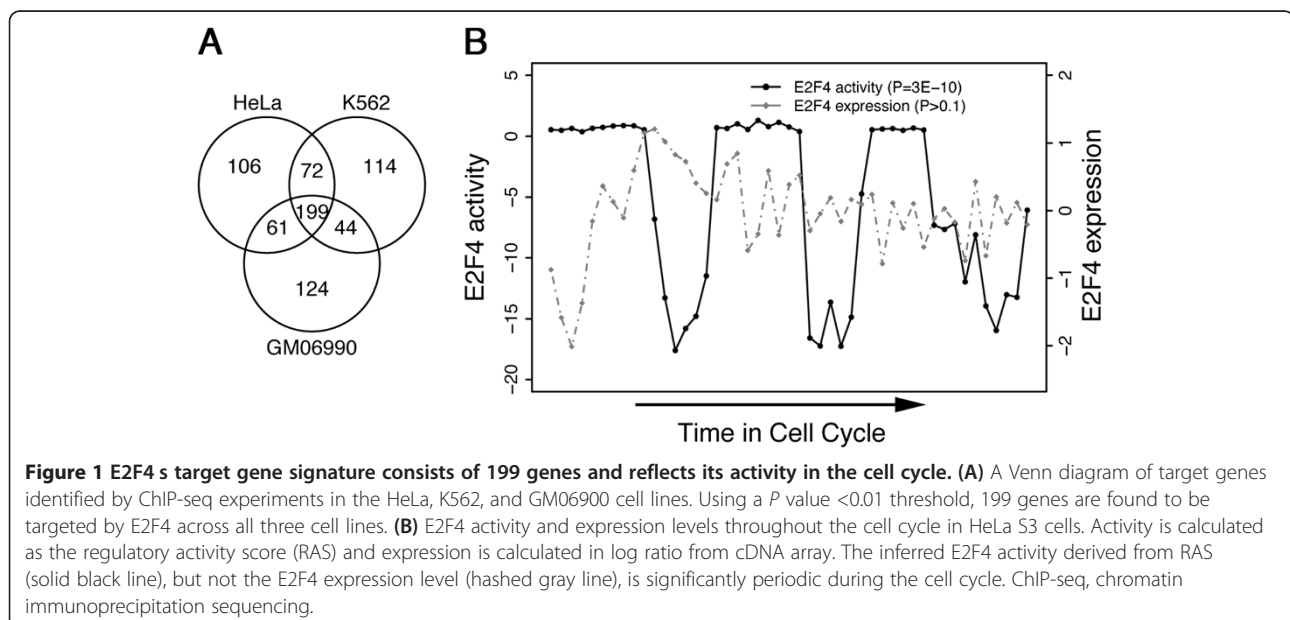 A
HeLa
K562
106
72
114
199
61
44
124
GM06990
B
E2F4 activity (P=3E−10)
E2F4 expression (P>0.1)
5
0
−5
−10
−15
−20
E2F4 activity
2
1
0
−1
−2
E2F4 expression
Time in Cell Cycle
Figure 1 E2F4 s target gene signature consists of 199 genes and reflects its activity in the cell cycle. (A) A Venn diagram of target genes
identified by ChIP-seq experiments in the HeLa, K562, and GM06900 cell lines. Using a P value <0.01 threshold, 199 genes are found to be
targeted by E2F4 across all three cell lines. (B) E2F4 activity and expression levels throughout the cell cycle in HeLa S3 cells. Activity is calculated
as the regulatory activity score (RAS) and expression is calculated in log ratio from cDNA array. The inferred E2F4 activity derived from RAS
(solid black line), but not the E2F4 expression level (hashed gray line), is significantly periodic during the cell cycle. ChIP-seq, chromatin
immunoprecipitation sequencing.